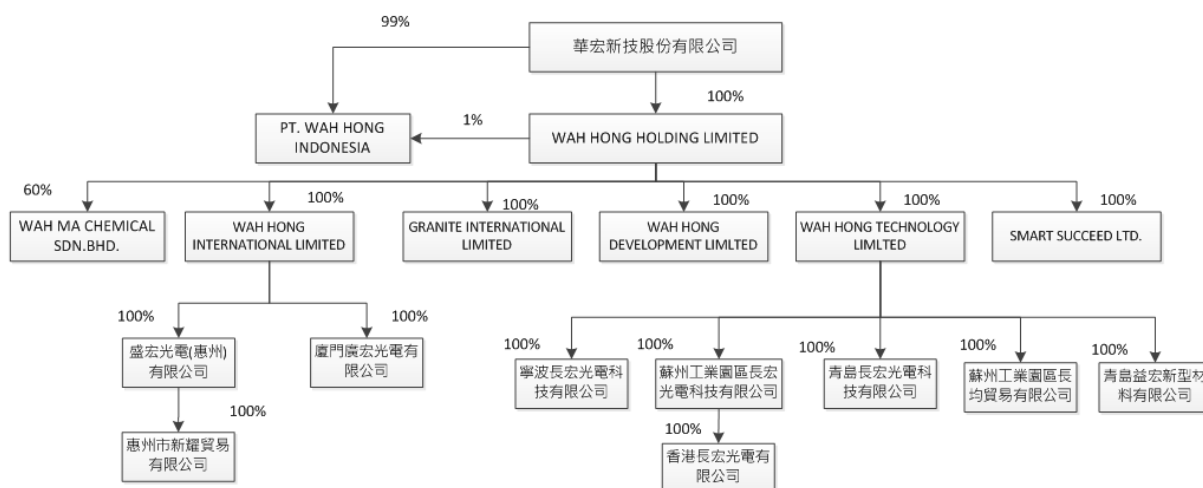 99%
華宏新技股份有限公司
100%
PT. WAH HONG
INDONESIA
1%
WAH HONG HOLDING LIMITED
60%
100%
100%
100%
100%
100%
WAH MA CHEMICAL
SDN.BHD.
WAH HONG
INTERNATIONAL LIMITED
GRANITE INTERNATIONAL
LIMITED
WAH HONG
DEVELOPMENT LIMLTED
WAH HONG TECHNOLOGY
LIMLTED
SMART SUCCEED LTD.
100%
100%
盛宏光電(惠州)
有限公司
廈門廣宏光電有
限公司
100%
100%
100%
100%
100%
寧波長宏光電科
技有限公司
蘇州工業園區長宏
光電科技有限公司
青島長宏光電科
技有限公司
蘇州工業園區長
均貿易有限公司
青島益宏新型材
料有限公司
100%
惠州市新耀貿易
有限公司
100%
香港長宏光電有
限公司